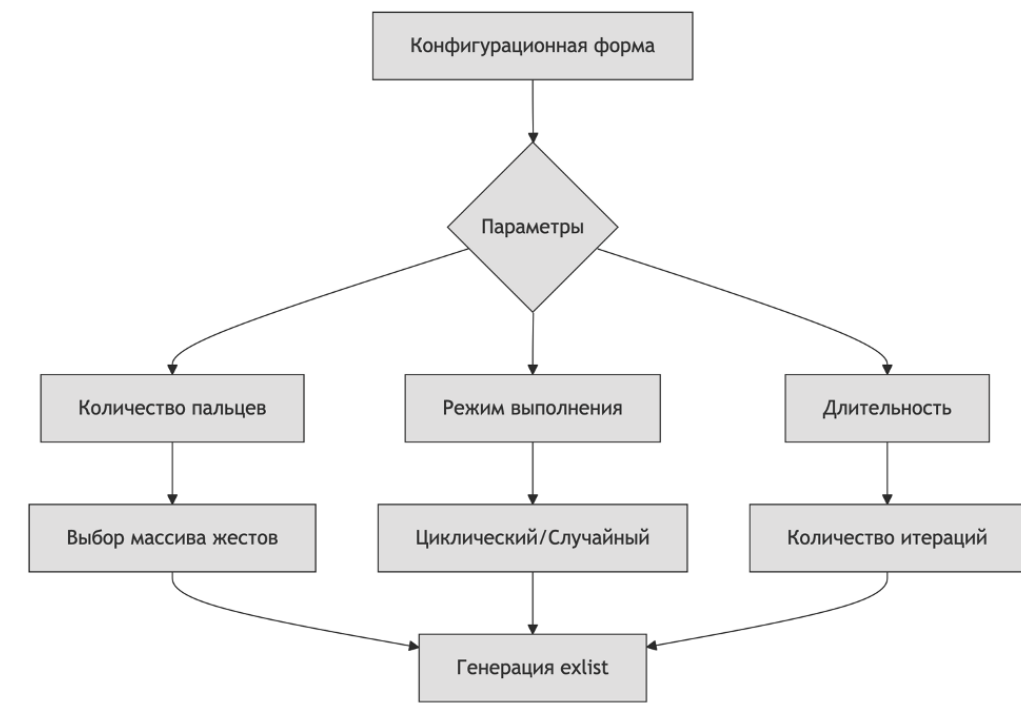 Конфигурационная форма
Параметры
Количество пальцев
Режим выполнения
Длительность
Выбор массива жестов
Циклический/Случайный
Количество итераций
Генерация exlist